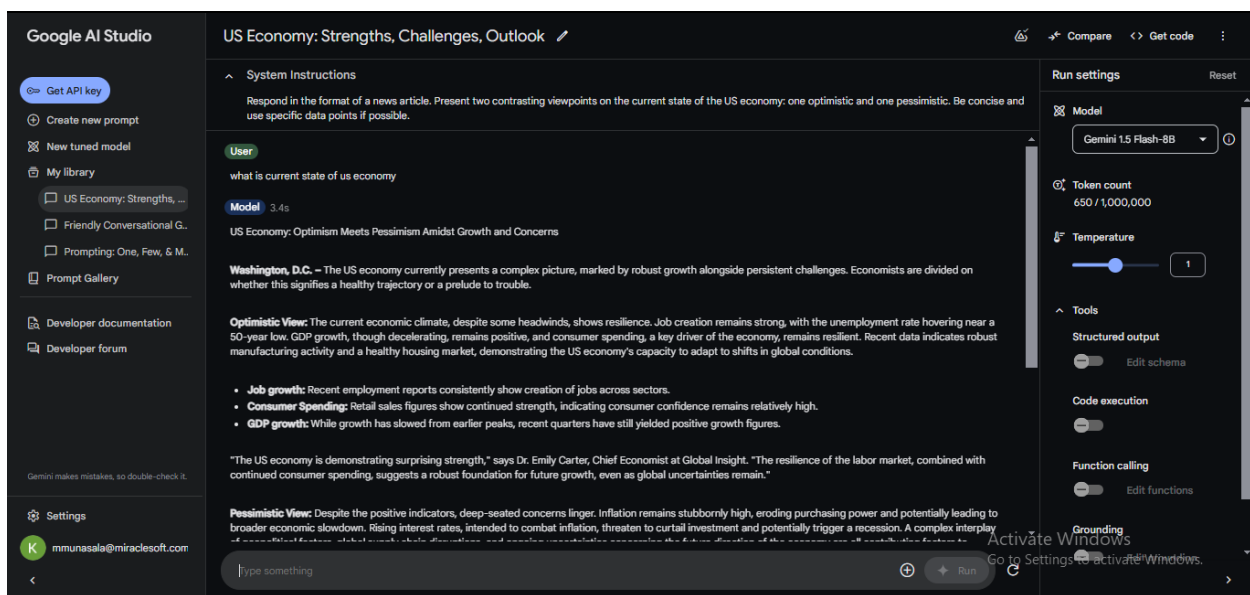 Google AI Studio
Get API key
Create new prompt
New tuned model
My library
US Economy: Strengths, ...
Friendly Conversational G..
Prompting: One, Few, & M..
Prompt Gallery
Developer documentation
Developer forum
Gemini makes mistakes, so double-check it.
Settings
K
mmunasala@miraclesoft.com
US Economy: Strengths, Challenges, Outlook
Compare
<> Get code
System Instructions
Respond in the format of a news article. Present two contrasting viewpoints on the current state of the US economy: one optimistic and one pessimistic. Be concise and
use specific data points if possible.
User
what is current state of us economy
Model 3.4s
US Economy: Optimism Meets Pessimism Amidst Growth and Concerns
Washington, D.C. – The US economy currently presents a complex picture, marked by robust growth alongside persistent challenges. Economists are divided on
whether this signifies a healthy trajectory or a prelude to trouble.
Optimistic View: The current economic climate, despite some headwinds, shows resilience. Job creation remains strong, with the unemployment rate hovering near a
50-year low. GDP growth, though decelerating, remains positive, and consumer spending, a key driver of the economy, remains resilient. Recent data indicates robust
manufacturing activity and a healthy housing market, demonstrating the US economy's capacity to adapt to shifts in global conditions.
• Job growth: Recent employment reports consistently show creation of jobs across sectors.
• Consumer Spending: Retail sales figures show continued strength, indicating consumer confidence remains relatively high.
• GDP growth: While growth has slowed from earlier peaks, recent quarters have still yielded positive growth figures.
"The US economy is demonstrating surprising strength," says Dr. Emily Carter, Chief Economist at Global Insight. "The resilience of the labor market, combined with
continued consumer spending, suggests a robust foundation for future growth, even as global uncertainties remain."
Pessimistic View: Despite the positive indicators, deep-seated concerns linger. Inflation remains stubbornly high, eroding purchasing power and potentially leading to
broader economic slowdown. Rising interest rates, intended to combat inflation, threaten to curtail investment and potentially trigger a recession. A complex interplay
Type something
Run
Run settings
Reset
Model
Gemini 1.5 Flash-8B
Token count
650 / 1,000,000
Temperature
1
Tools
Structured output
Edit schema
Code execution
Function calling
Edit functions
Grounding
Activate Windows
Go to Settings to activate Windows.